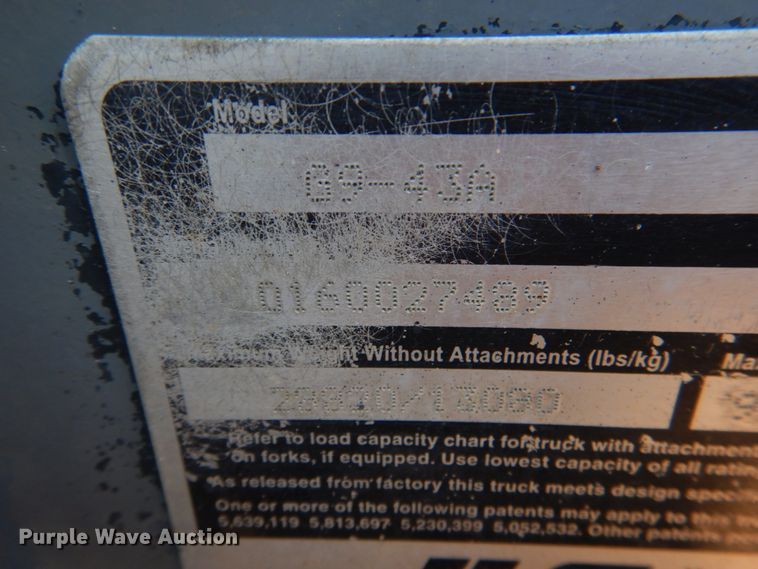 Model
G9-43A
0160027489
Maximum Weight Without Attachments (lbs/kg)
Refer to load capacity chart for truck with
on forks, if equipped. Use lowest capacity of all
As released from factory this truck meets design
One or more of the following patents may apply to this
5,639,119 5,813,697 5,230,399 5,052,532. Other patents
Purple Wave Auction